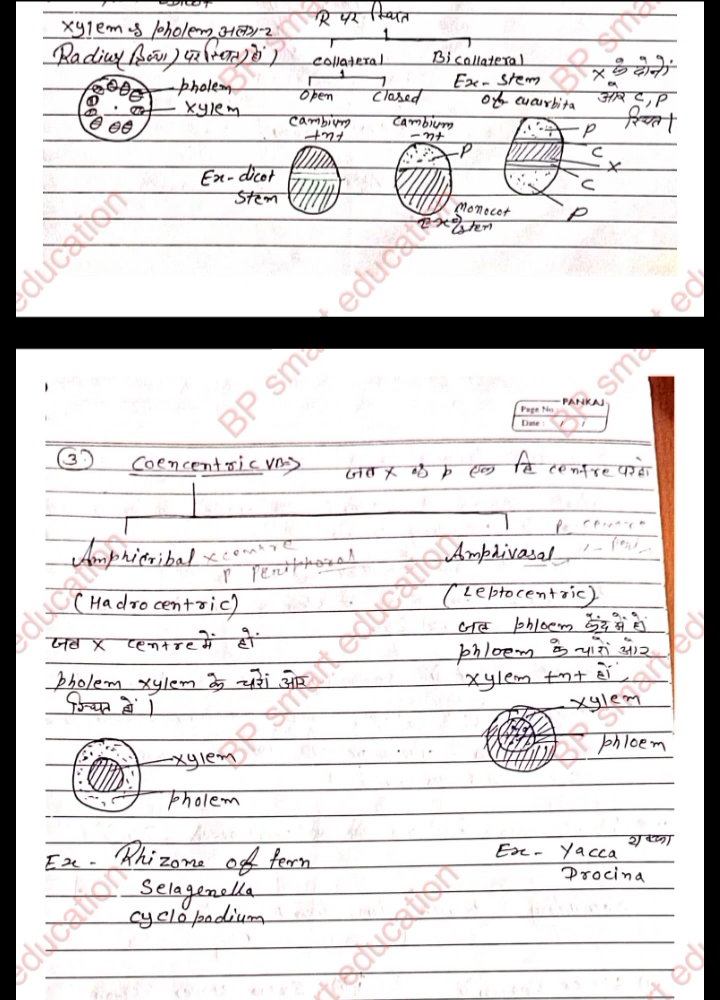 R पर स्थित
xylem व pholem अलग-2
Radius (त्रिज्या) पर स्थित हो ।
pholem
xylem
collateral
Bicollateral
open
closed
cambium
+nt
cambium
-nt
Ex- Stem
of cucurbita
x के दोनों
ओर C, P
स्थित ।
Ex- dicot
Stem
P
Monocot
Ex of stem
P
C
X
C
P
PANKAJ
Page No.
Date : / /
(3.) Coencentric VB⇒ जब x व p एक हि centre पर हो
Amphicribal x centre
p peripheral
Amphivasal
P centre
(Hadrocentric)
(Leptocentric)
जब x centre में हो
pholem xylem के चारों ओर
स्थित हो ।
जब phloem केंद्र में हो
phloem के चारों ओर
xylem +nt हो
xylem
pholem
xylem
phloem
Ex - Rhizone of fern
Selagenella
cyclopodium
Ex- Yacca युक्का
Drocina
BP smart education